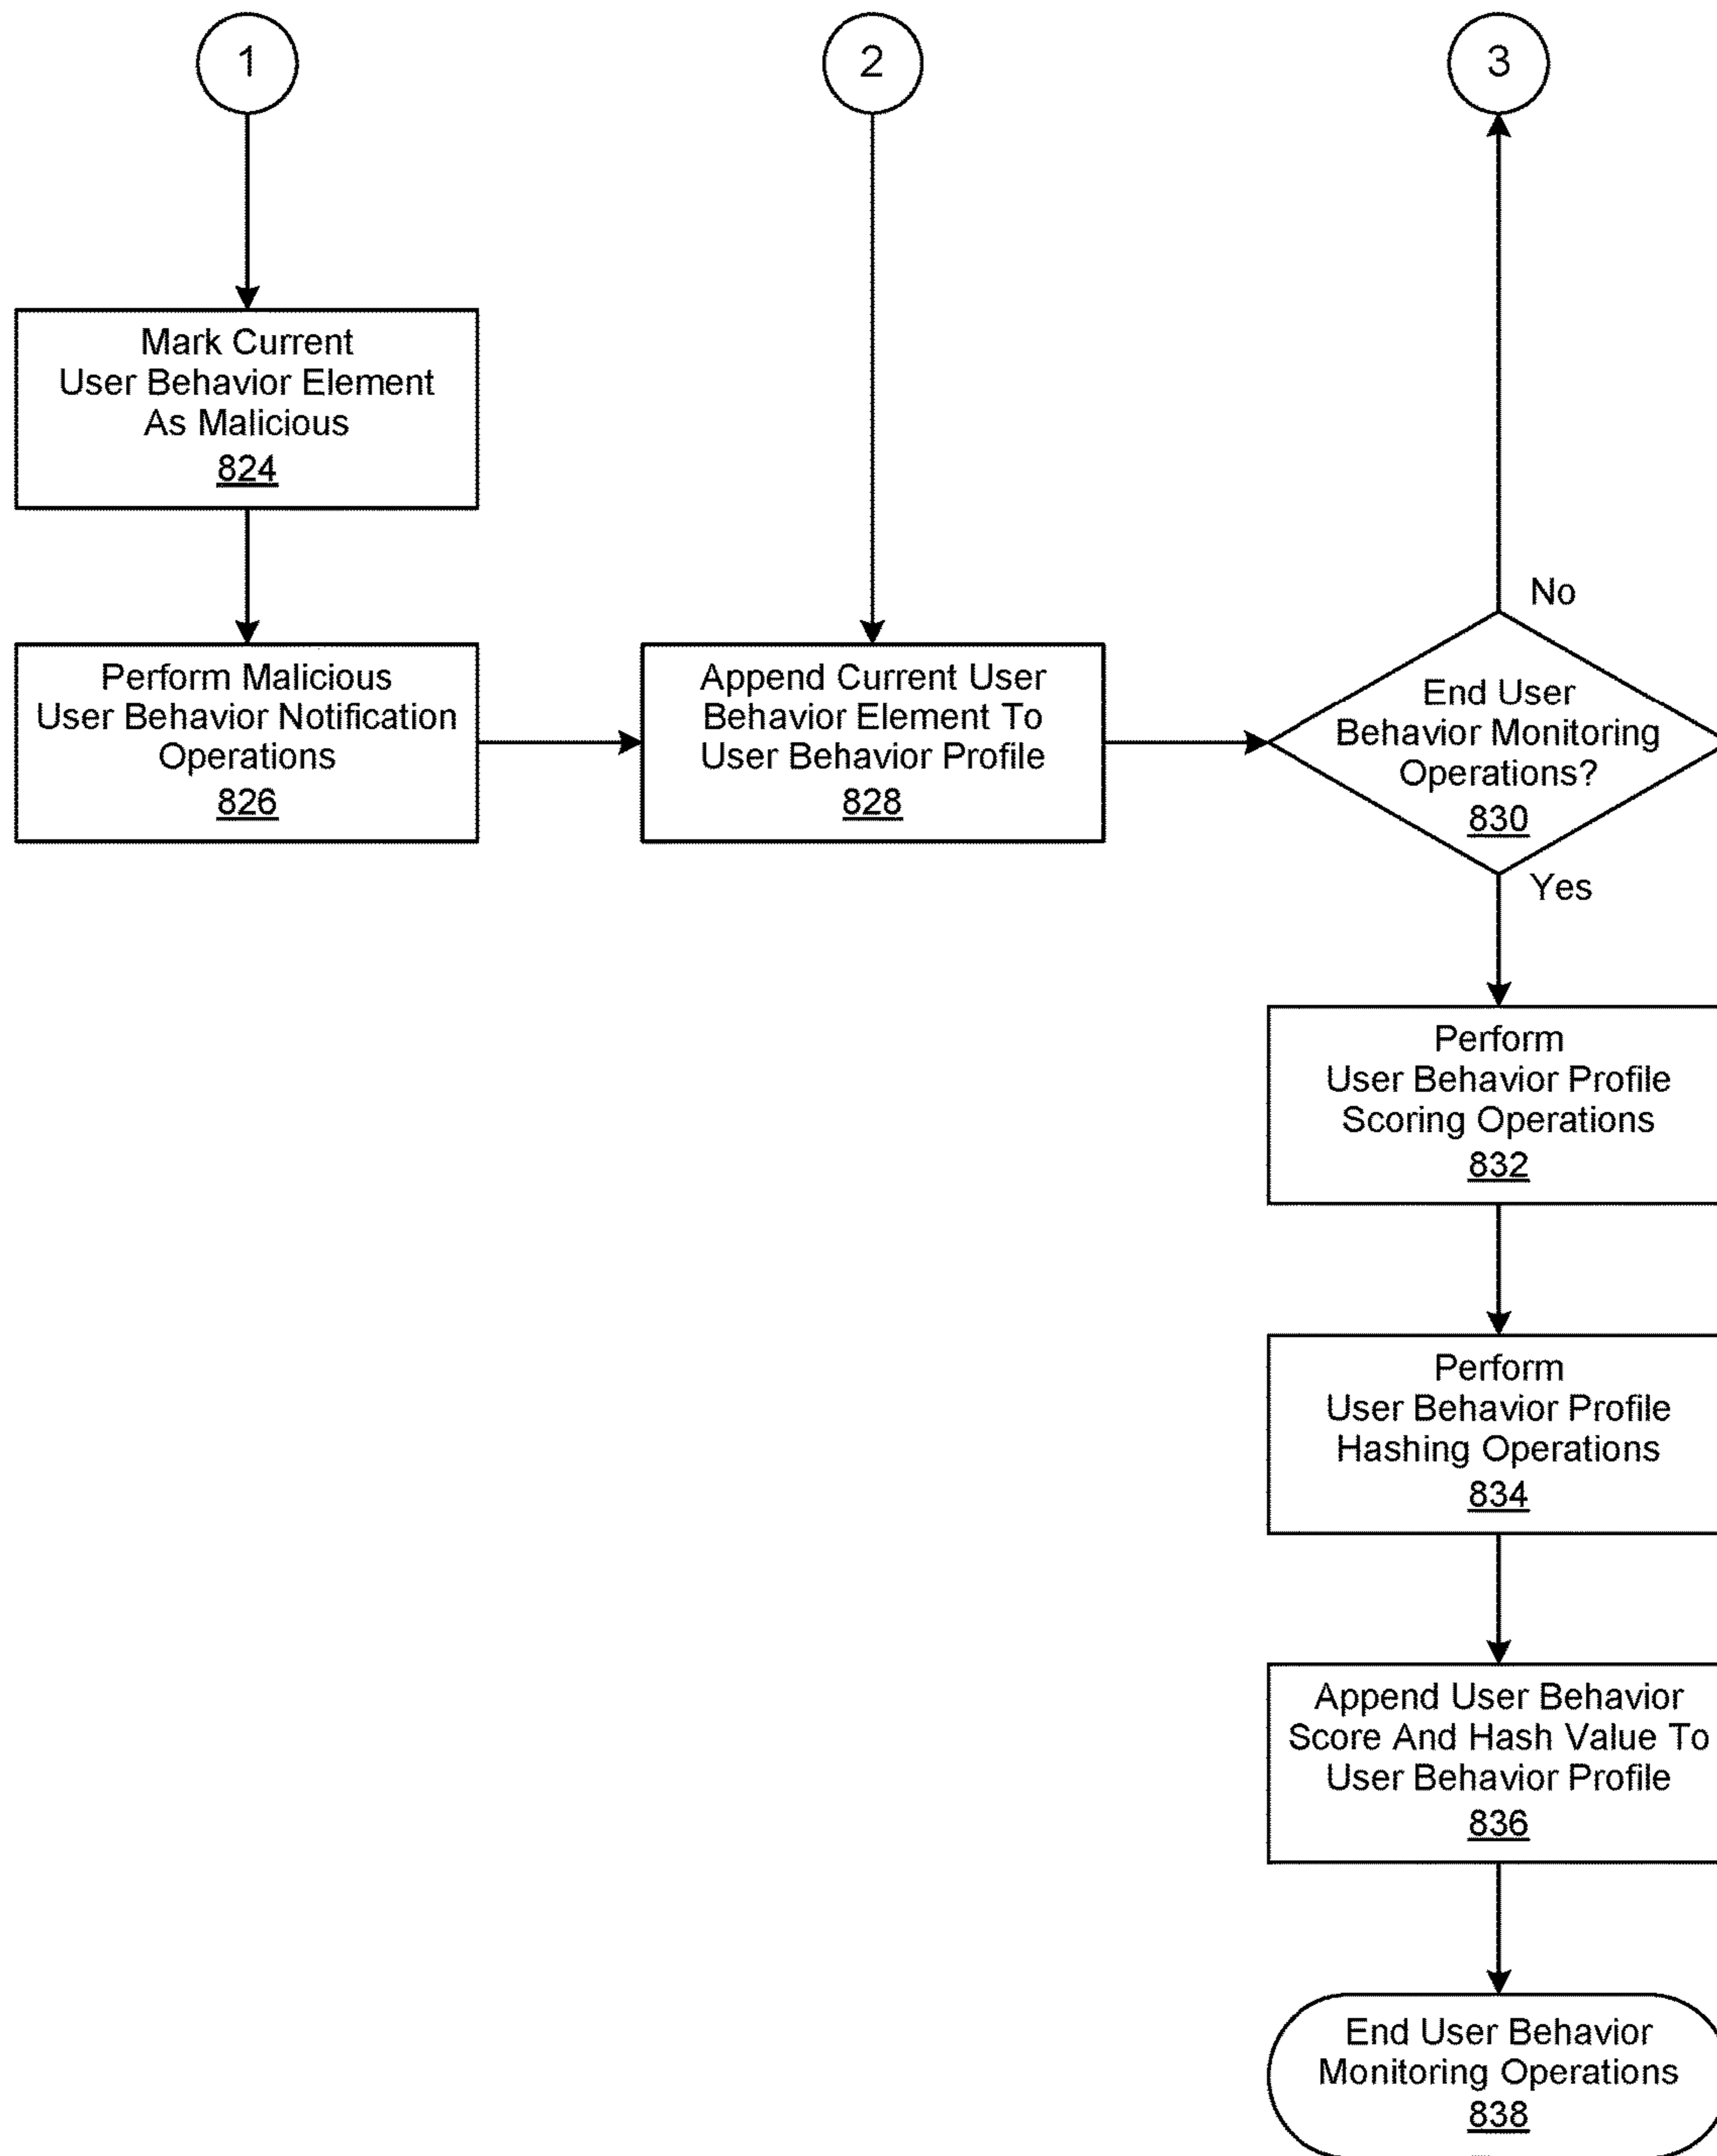 1
2
3
Mark Current
User Behavior Element
As Malicious
824
Perform Malicious
User Behavior Notification
Operations
826
Append Current User
Behavior Element To
User Behavior Profile
828
No
End User
Behavior Monitoring
Operations?
830
Yes
Perform
User Behavior Profile
Scoring Operations
832
Perform
User Behavior Profile
Hashing Operations
834
Append User Behavior
Score And Hash Value To
User Behavior Profile
836
End User Behavior
Monitoring Operations
838